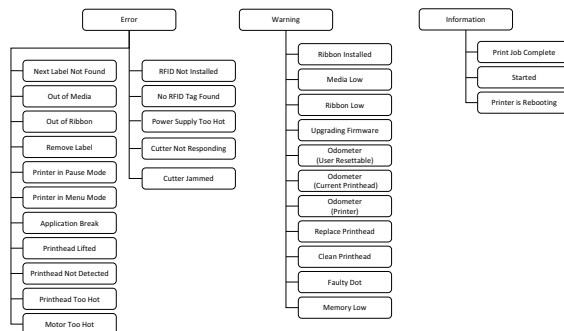 Error
Next Label Not Found
Out of Media
Out of Ribbon
Remove Label
Printer in Pause Mode
Printer in Menu Mode
Application Break
Printhead Lifted
Printhead Not Detected
Printhead Too Hot
Motor Too Hot
RFID Not Installed
No RFID Tag Found
Power Supply Too Hot
Cutter Not Responding
Cutter Jammed
Warning
Ribbon Installed
Media Low
Ribbon Low
Upgrading Firmware
Odometer
(User Resettable)
Odometer
(Current Printhead)
Odometer
(Printer)
Replace Printhead
Clean Printhead
Faulty Dot
Memory Low
Information
Print Job Complete
Started
Printer is Rebooting